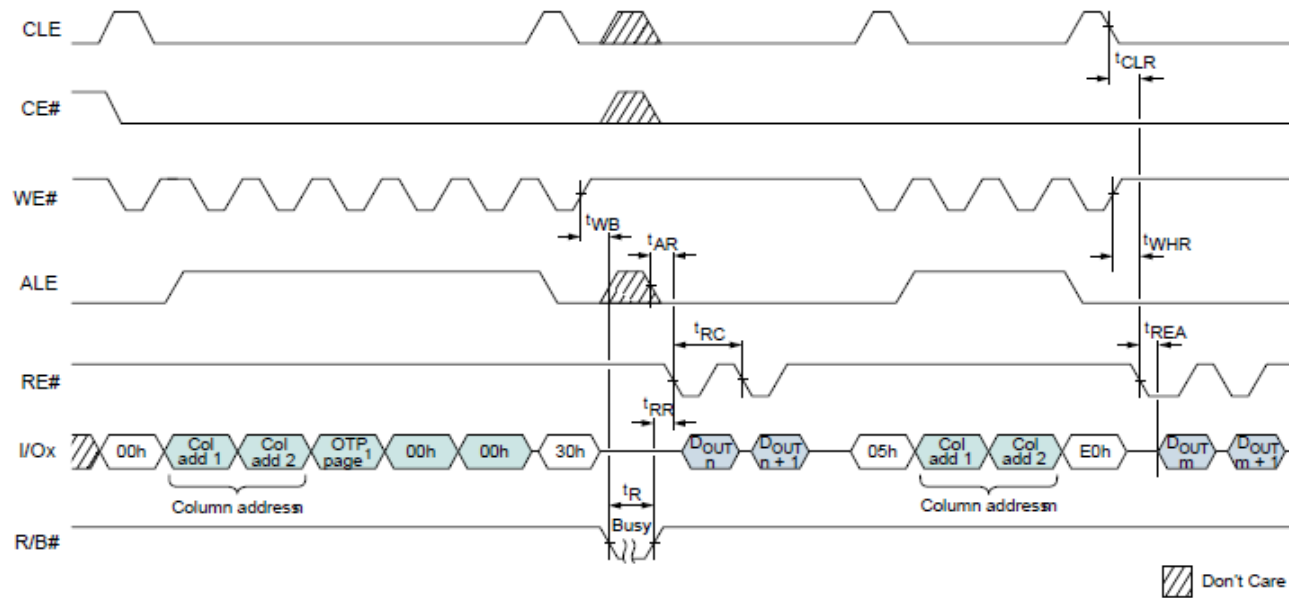 CLE
tCLR
CE#
WE#
tWB
tAR
tWHR
ALE
tRC
tREA
RE#
tRR
I/Ox
00h
Col
add 1
Col
add 2
OTP
page1
00h
00h
30h
DOUT
n
DOUT
n + 1
05h
Col
add 1
Col
add 2
E0h
DOUT
m
DOUT
m + 1
Column address n
tR
Column address m
R/B#
Busy
Don't Care